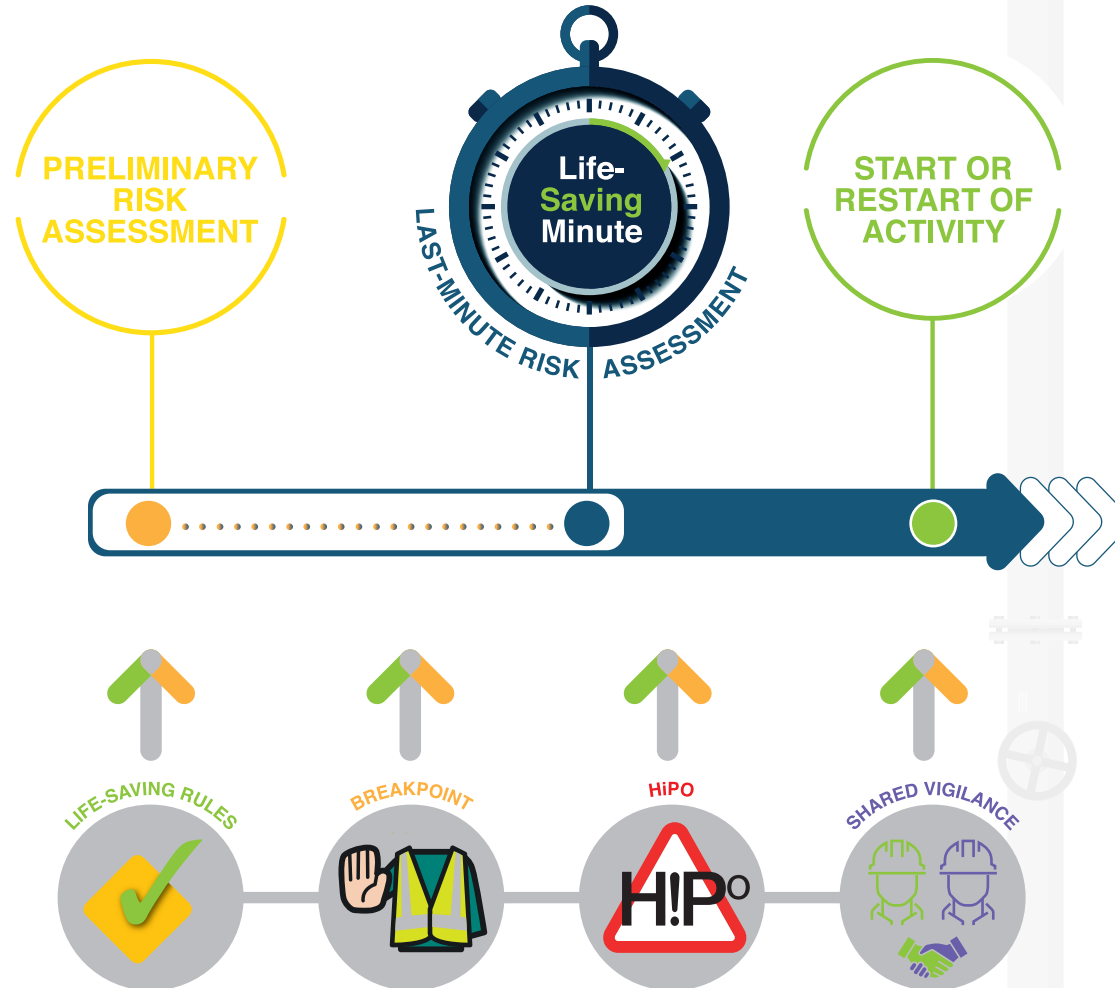 PRELIMINARY
RISK
ASSESSMENT
Life-
Saving
Minute
LAST-MINUTE RISK ASSESSMENT
START OR
RESTART OF
ACTIVITY
LIFE-SAVING RULES
BREAKPOINT
HiPO
SHARED VIGILANCE
H!PO